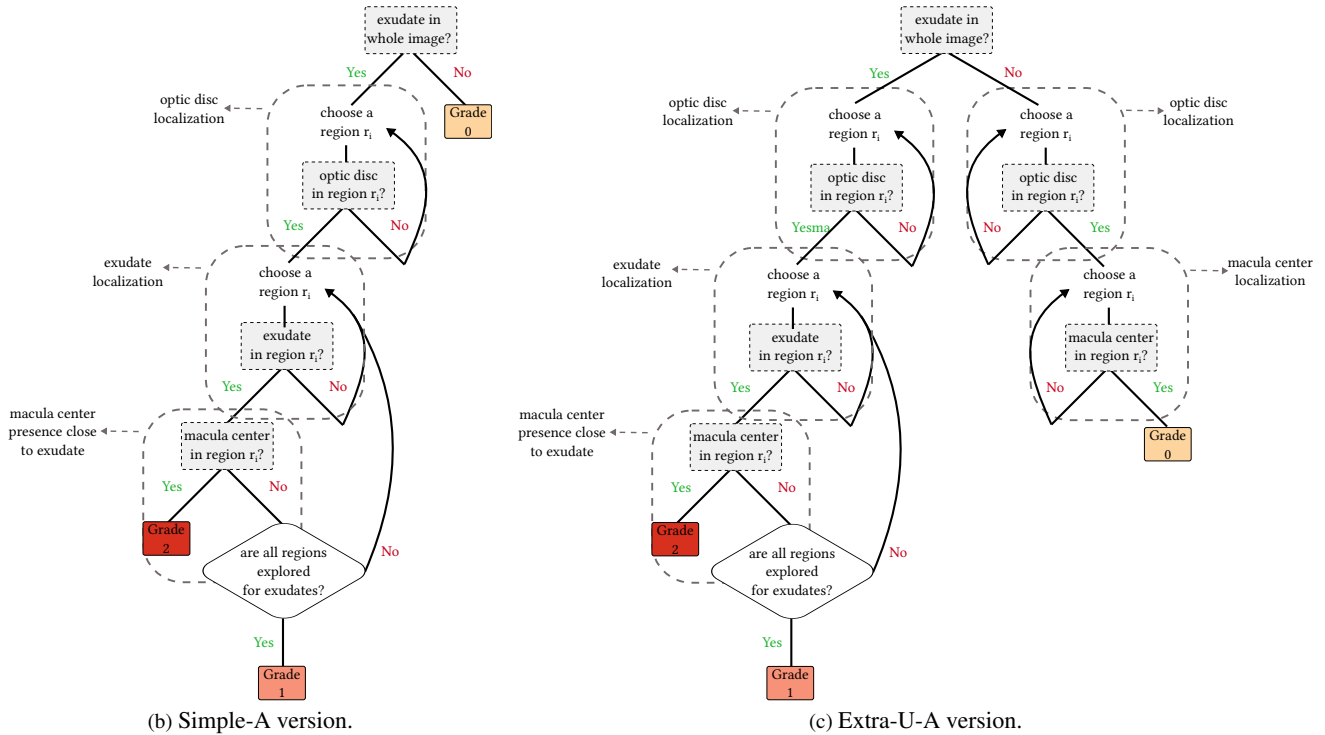 exudate in
whole image?
Yes
No
optic disc
localization
choose a
region rᵢ
Grade
0
optic disc
in region rᵢ?
Yes
No
exudate
localization
choose a
region rᵢ
exudate
in region rᵢ?
Yes
No
macula center
presence close
to exudate
macula center
in region rᵢ?
Yes
No
Grade
2
are all regions
explored
for exudates?
No
Yes
Grade
1
(b) Simple-A version.
exudate in
whole image?
Yes
No
optic disc
localization
choose a
region rᵢ
choose a
region rᵢ
optic disc
localization
optic disc
in region rᵢ?
optic disc
in region rᵢ?
Yesma
No
No
Yes
exudate
localization
choose a
region rᵢ
choose a
region rᵢ
macula center
localization
exudate
in region rᵢ?
macula center
in region rᵢ?
Yes
No
No
Yes
macula center
presence close
to exudate
macula center
in region rᵢ?
Grade
0
Yes
No
Grade
2
are all regions
explored
for exudates?
No
Yes
Grade
1
(c) Extra-U-A version.